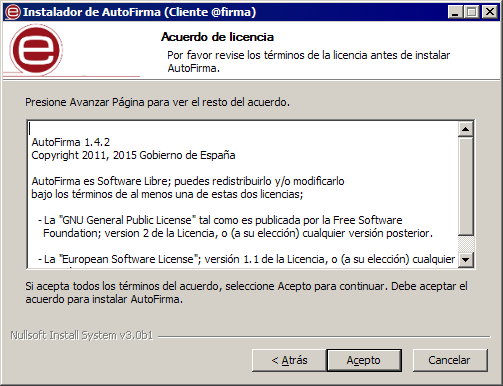 Instalador de AutoFirma (Cliente @firma)
Acuerdo de licencia
Por favor revise los términos de la licencia antes de instalar
AutoFirma.
Presione Avanzar Página para ver el resto del acuerdo.
AutoFirma 1.4.2
Copyright 2011, 2015 Gobierno de España
AutoFirma es Software Libre; puedes redistribuirlo y/o modificarlo
bajo los términos de al menos una de estas dos licencias;
- La "GNU General Public License" tal como es publicada por la Free Software
Foundation; version 2 de la Licencia, o (a su elección) cualquier versión posterior.
- La "European Software License"; versión 1.1 de la Licencia, o (a su elección) cualquier
Si acepta todos los términos del acuerdo, seleccione Acepto para continuar. Debe aceptar el
acuerdo para instalar AutoFirma.
Nullsoft Install System v3.0b1
< Atrás
Acepto
Cancelar